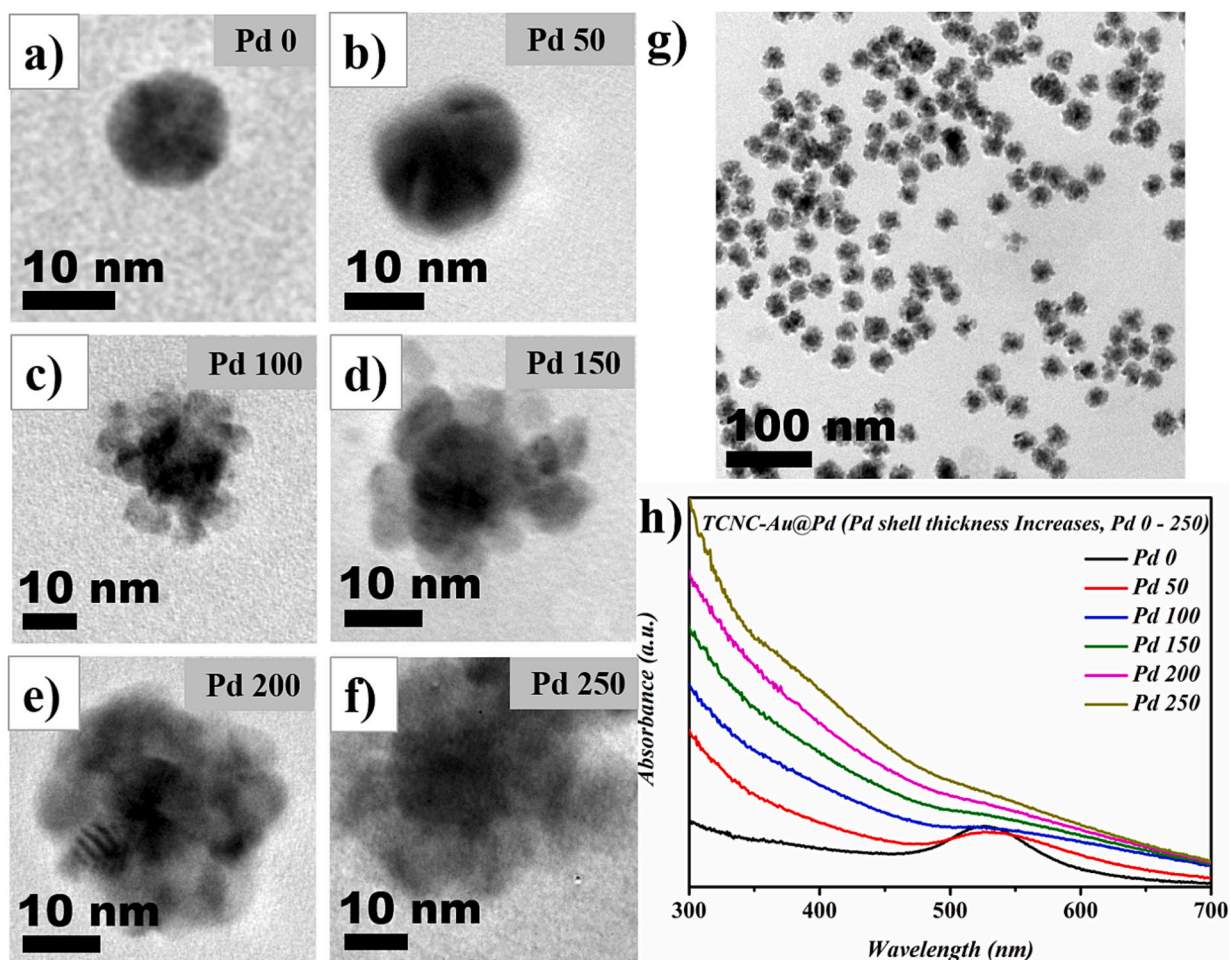 a)
Pd 0
10 nm
b)
Pd 50
10 nm
c)
Pd 100
10 nm
d)
Pd 150
10 nm
e)
Pd 200
10 nm
f)
Pd 250
10 nm
g)
100 nm
h)
TCNC-Au@Pd (Pd shell thickness Increases, Pd 0 - 250)
Pd 0
Pd 50
Pd 100
Pd 150
Pd 200
Pd 250
Absorbance (a.u.)
300 400 500 600 700
Wavelength (nm)